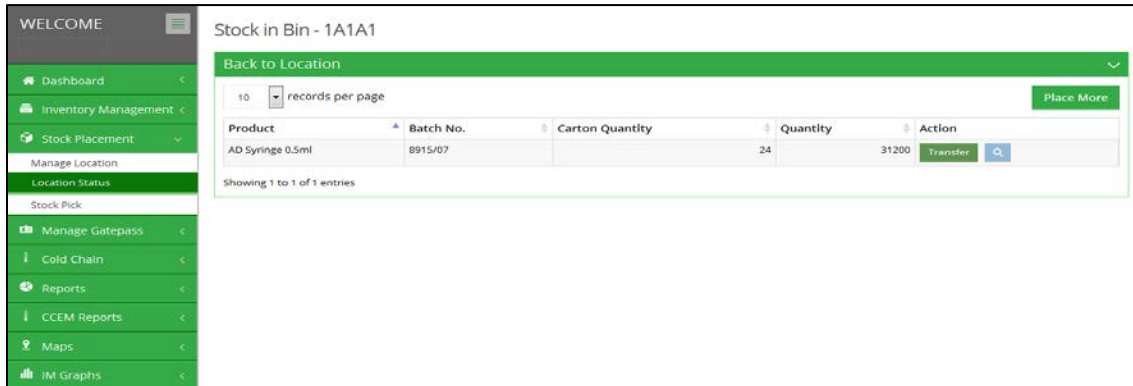 WELCOME
Dashboard
Inventory Management
Stock Placement
Manage Location
Location Status
Stock Pick
Manage Gatepass
Cold Chain
Reports
CCEM Reports
Maps
IM Graphs
Stock in Bin - 1A1A1
Back to Location
10 records per page
Place More
Product Batch No. Carton Quantity Quantity Action
AD Syringe 0.5ml 8915/07 24 31200 Transfer
Showing 1 to 1 of 1 entries